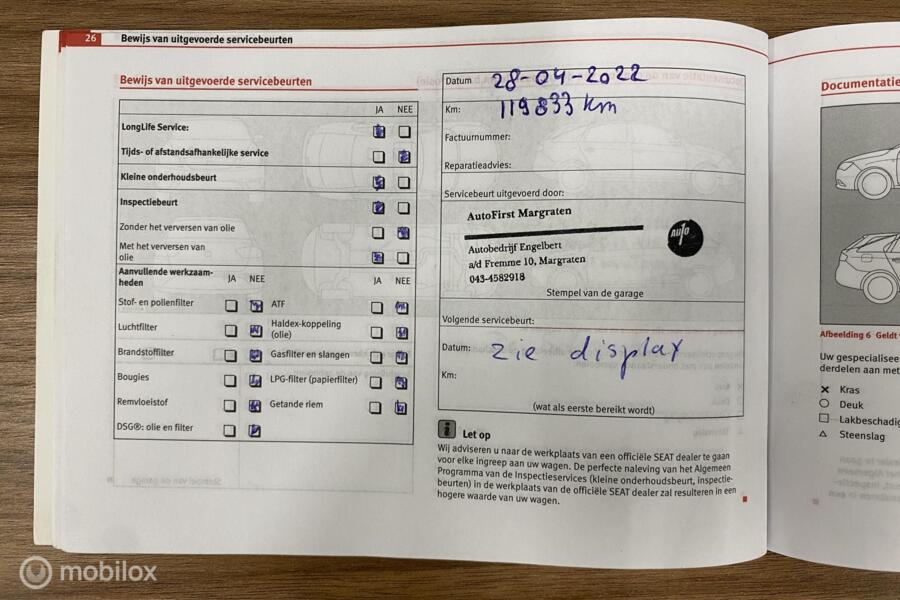 26 Bewijs van uitgevoerde servicebeurten
Bewijs van uitgevoerde servicebeurten
JA NEE
LongLife Service:
Tijds- of afstandsafhankelijke service
Kleine onderhoudsbeurt
Inspectiebeurt
Zonder het verversen van olie
Met het verversen van
olie
Aanvullende werkzaam-
heden
JA NEE
JA NEE
Stof- en pollenfilter
ATF
Luchtfilter
Haldex-koppeling
(olie)
Brandstoffilter
Gasfilter en slangen
Bougies
LPG-filter (papierfilter)
Remvloeistof
Getande riem
DSG®: olie en filter
Datum 28-04-2022
Km: 119833 km
Factuurnummer:
Reparatieadvies:
Servicebeurt uitgevoerd door:
AutoFirst Margraten
Auto
Autobedrijf Engelbert
a/d Fremme 10, Margraten
043-4582918
Stempel van de garage
Volgende servicebeurt:
Datum: zie display
Km:
(wat als eerste bereikt wordt)
Let op
Wij adviseren u naar de werkplaats van een officiële SEAT dealer te gaan
voor elke ingreep aan uw wagen. De perfecte naleving van het Algemeen
Programma van de Inspectieservices (kleine onderhoudsbeurt, inspectie-
beurten) in de werkplaats van de officiële SEAT dealer zal resulteren in een
hogere waarde van uw wagen.
Documentatie
Afbeelding 6 Geldt
Uw gespecialisee
derdelen aan met
Kras
Deuk
Lakbeschadig
Steenslag
mobilox